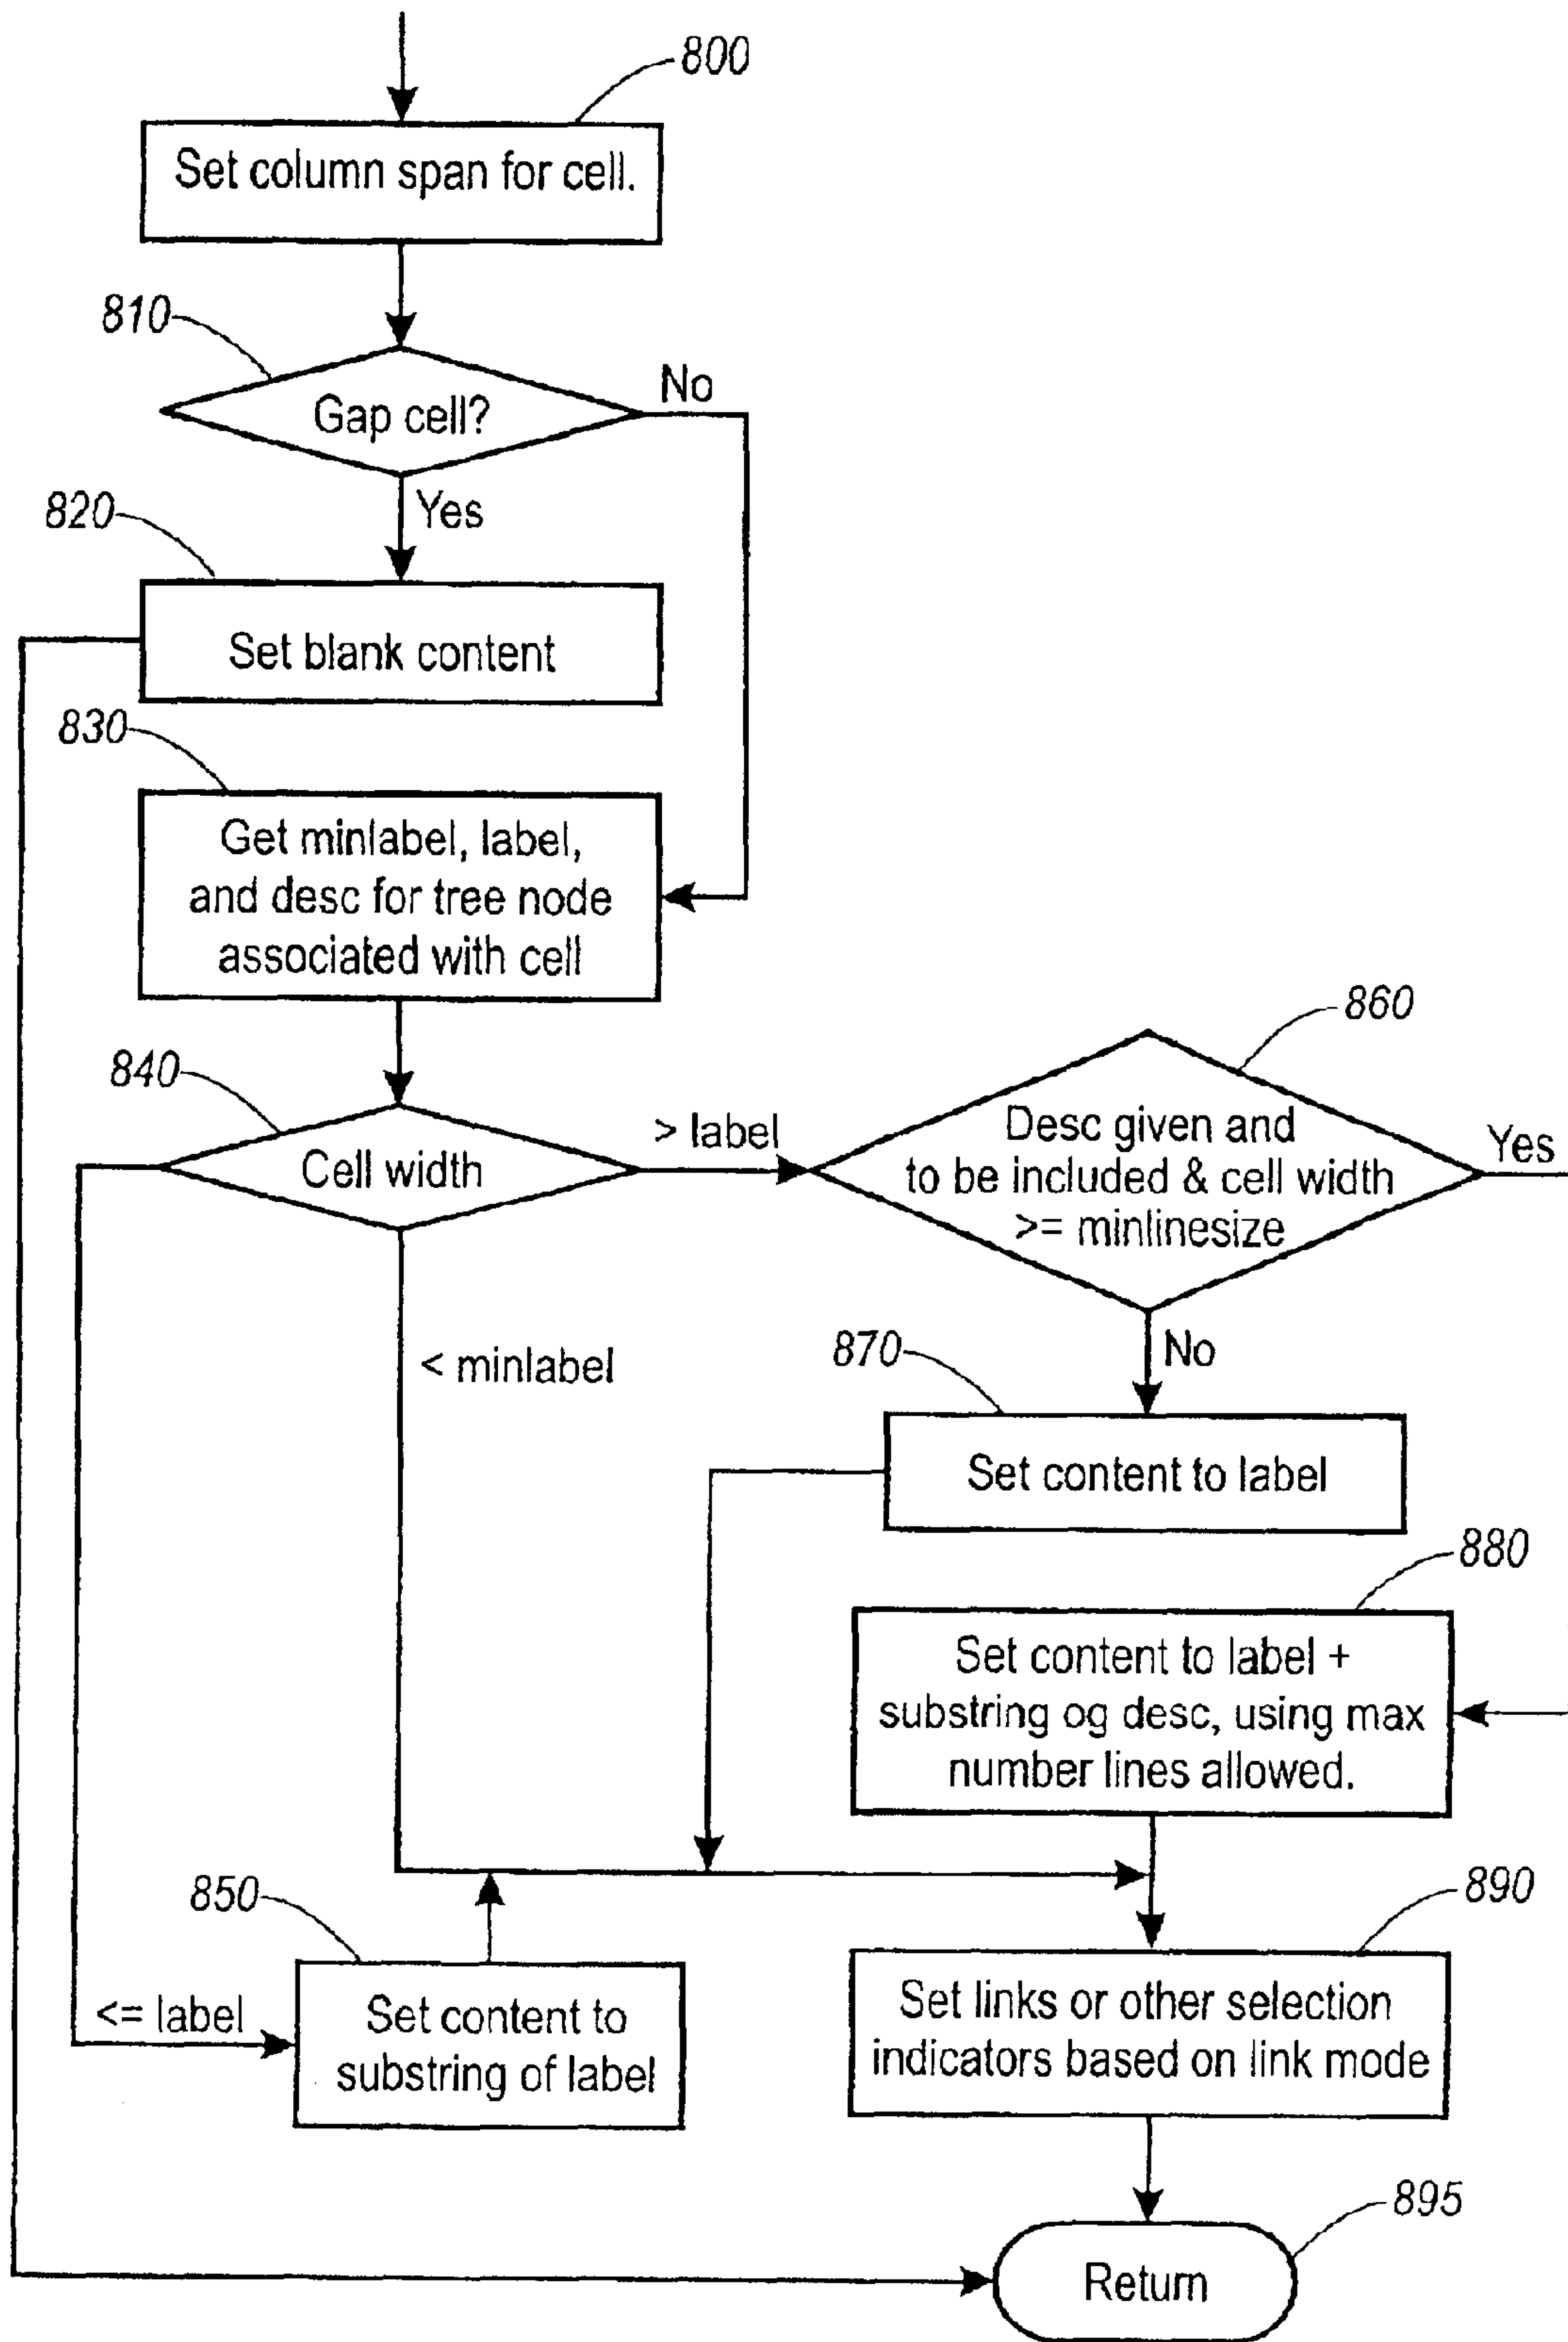 800
Set column span for cell.
810
No
Gap cell?
Yes
820
Set blank content
830
Get minlabel, label,
and desc for tree node
associated with cell
860
840
> label
Desc given and
to be included & cell width
>= minlinesize
Yes
Cell width
< minlabel
870
No
Set content to label
880
Set content to label +
substring og desc, using max
number lines allowed.
850
890
<= label
Set content to
substring of label
Set links or other selection
indicators based on link mode
895
Return